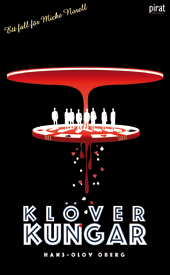 Ett fall för Micke Norell
pirat
KLÖVER
KUNGAR
HANS-OLOV ÖBERG